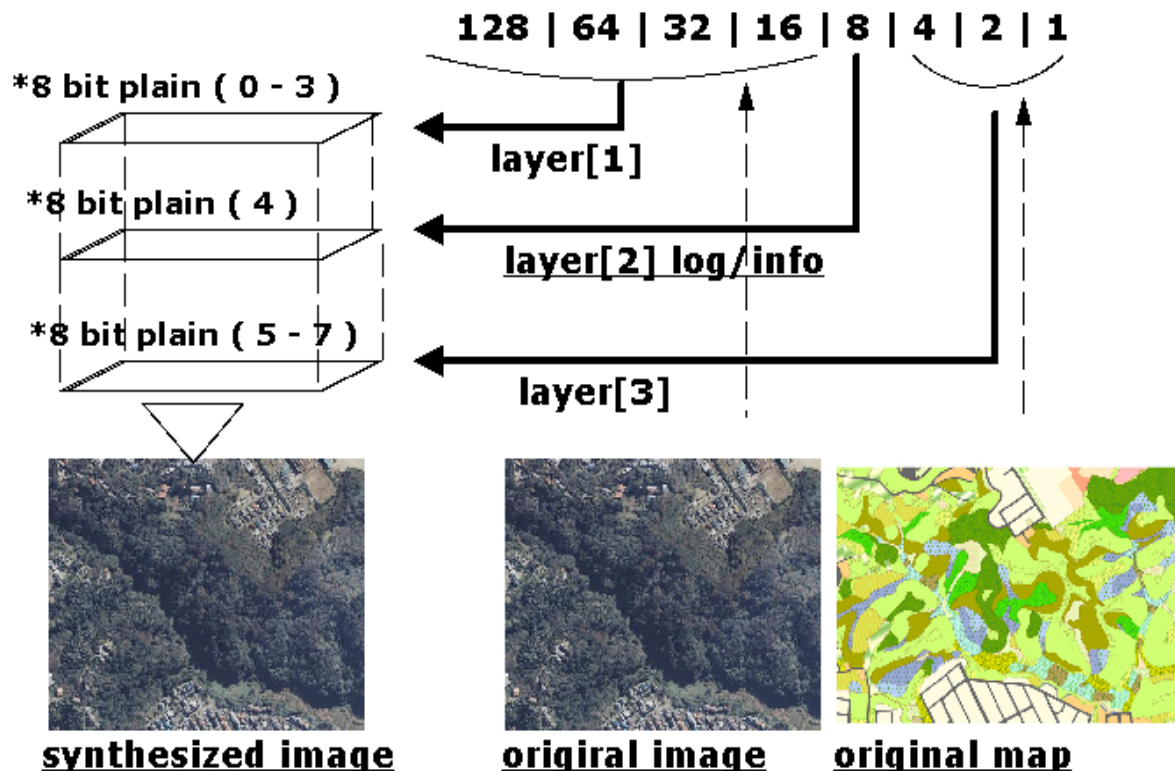 128 | 64 | 32 | 16 | 8 | 4 | 2 | 1
*8 bit plain ( 0 - 3 )
layer[1]
*8 bit plain ( 4 )
layer[2] log/info
*8 bit plain ( 5 - 7 )
layer[3]
synthesized image
origiral image
original map